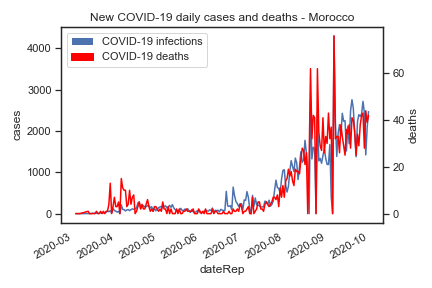 New COVID-19 daily cases and deaths - Morocco
COVID-19 infections
COVID-19 deaths
4000
3000
2000
1000
0
cases
60
40
20
0
deaths
2020-03
2020-04
2020-05
2020-06
2020-07
2020-08
2020-09
2020-10
dateRep